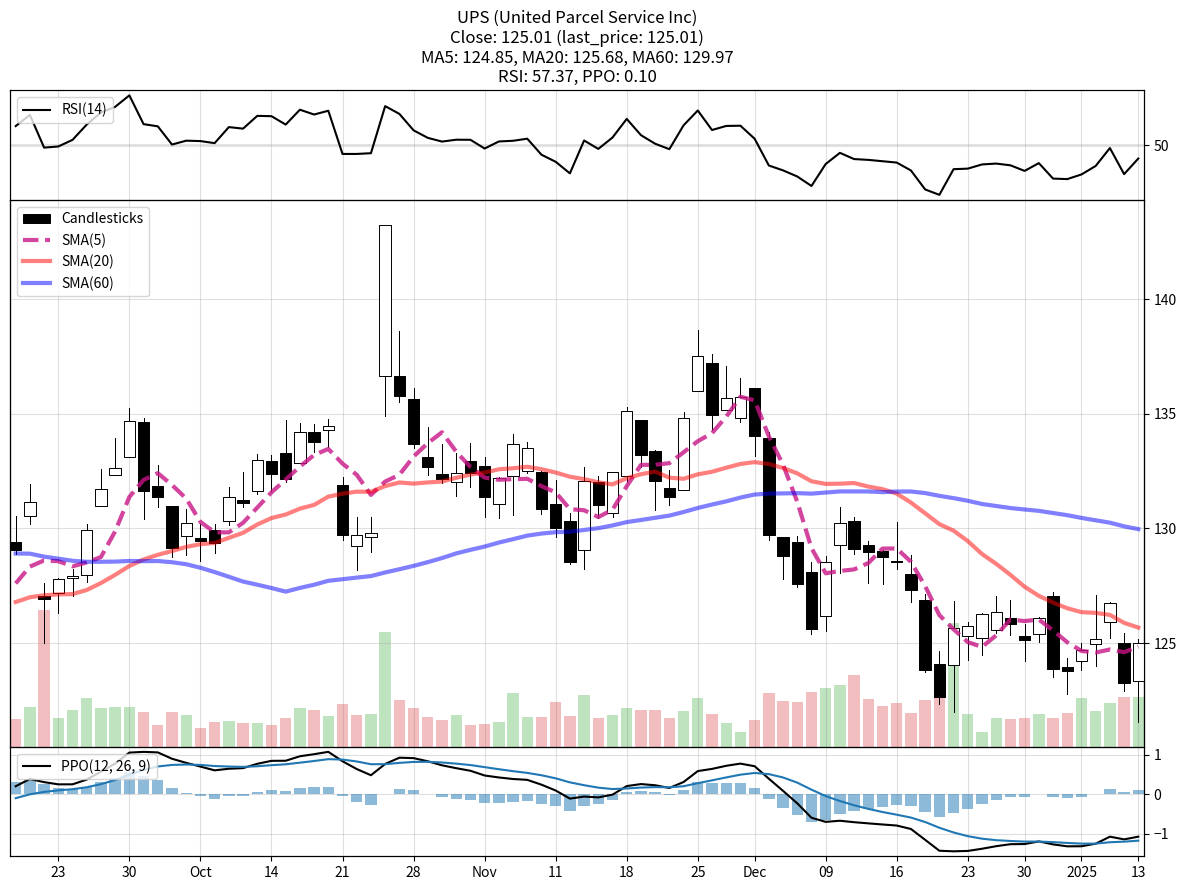 UPS (United Parcel Service Inc)
Close: 125.01 (last_price: 125.01)
MA5: 124.85, MA20: 125.68, MA60: 129.97
RSI: 57.37, PPO: 0.10
RSI(14)
50
Candlesticks
SMA(5)
SMA(20)
SMA(60)
140
135
130
125
PPO(12, 26, 9)
1
0
−1
23 30 Oct 14 21 28 Nov 11 18 25 Dec 09 16 23 30 2025 13